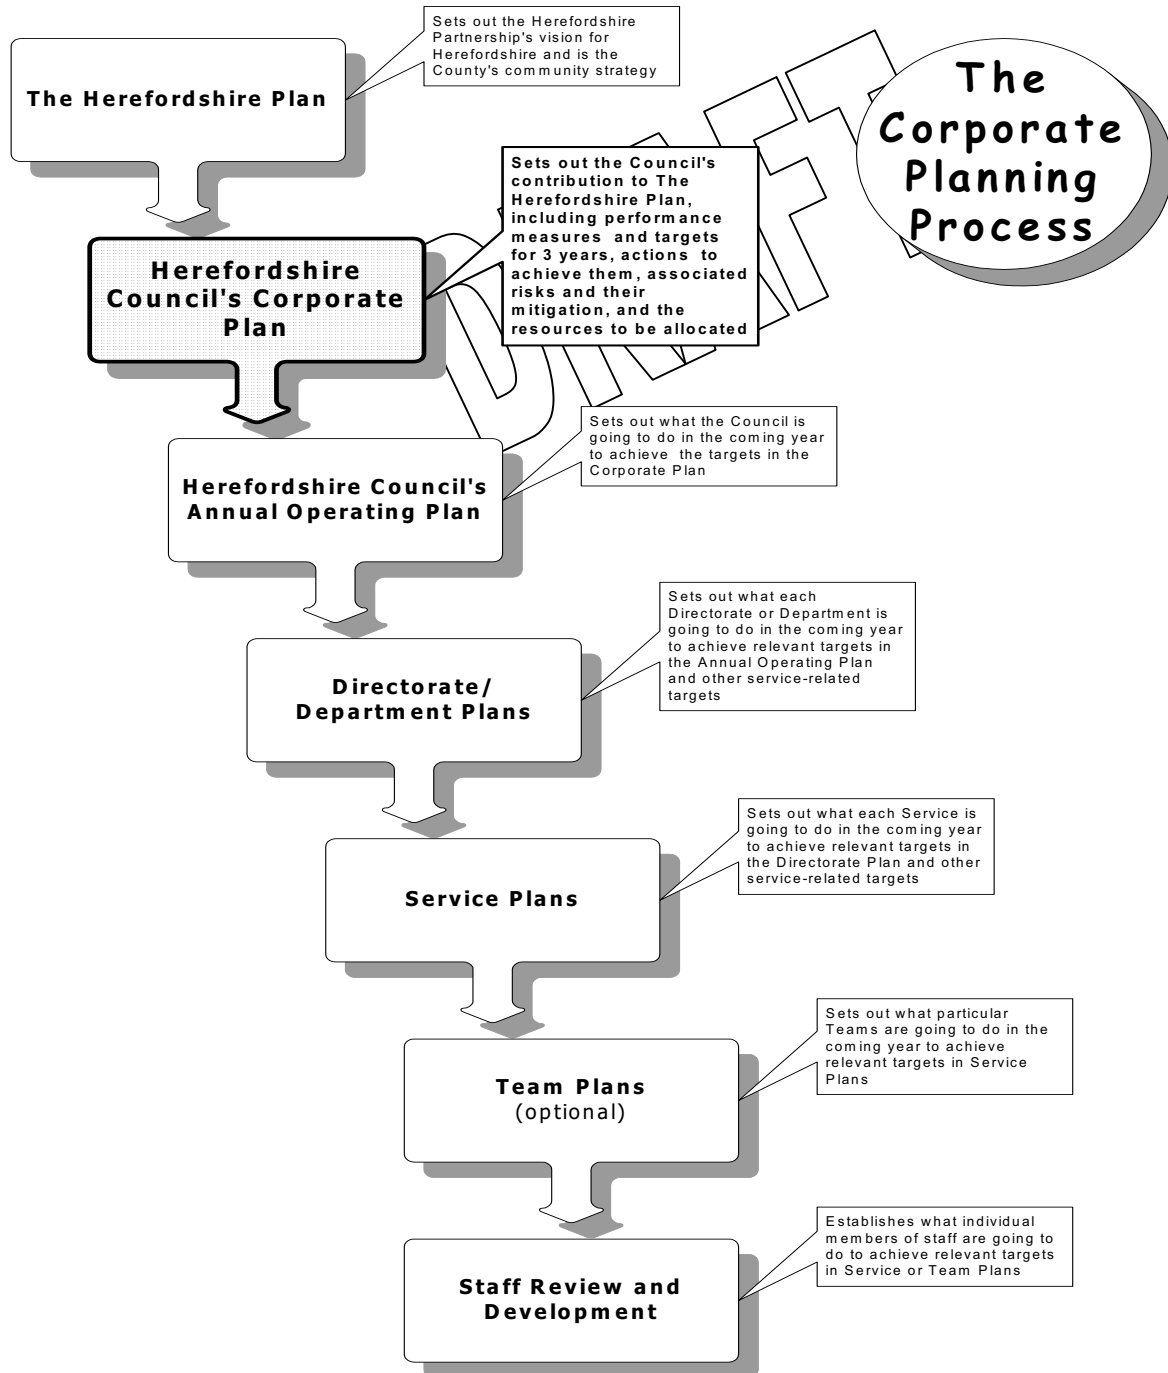 Sets out the Herefordshire
Partnership's vision for
Herefordshire and is the
County's community strategy
The Herefordshire Plan
The
Corporate
Planning
Process
DRAFT
Sets out the Council's
contribution to The
Herefordshire Plan,
including performance
measures and targets
for 3 years, actions to
achieve them, associated
risks and their
mitigation, and the
resources to be allocated
Herefordshire
Council's Corporate
Plan
Sets out what the Council is
going to do in the coming year
to achieve the targets in the
Corporate Plan
Herefordshire Council's
Annual Operating Plan
Sets out what each
Directorate or Department is
going to do in the coming year
to achieve relevant targets in
the Annual Operating Plan
and other service-related
targets
Directorate/
Department Plans
Sets out what each Service is
going to do in the coming year
to achieve relevant targets in
the Directorate Plan and other
service-related targets
Service Plans
Sets out what particular
Teams are going to do in the
coming year to achieve
relevant targets in Service
Plans
Team Plans
(optional)
Establishes what individual
members of staff are going to
do to achieve relevant targets
in Service or Team Plans
Staff Review and
Development